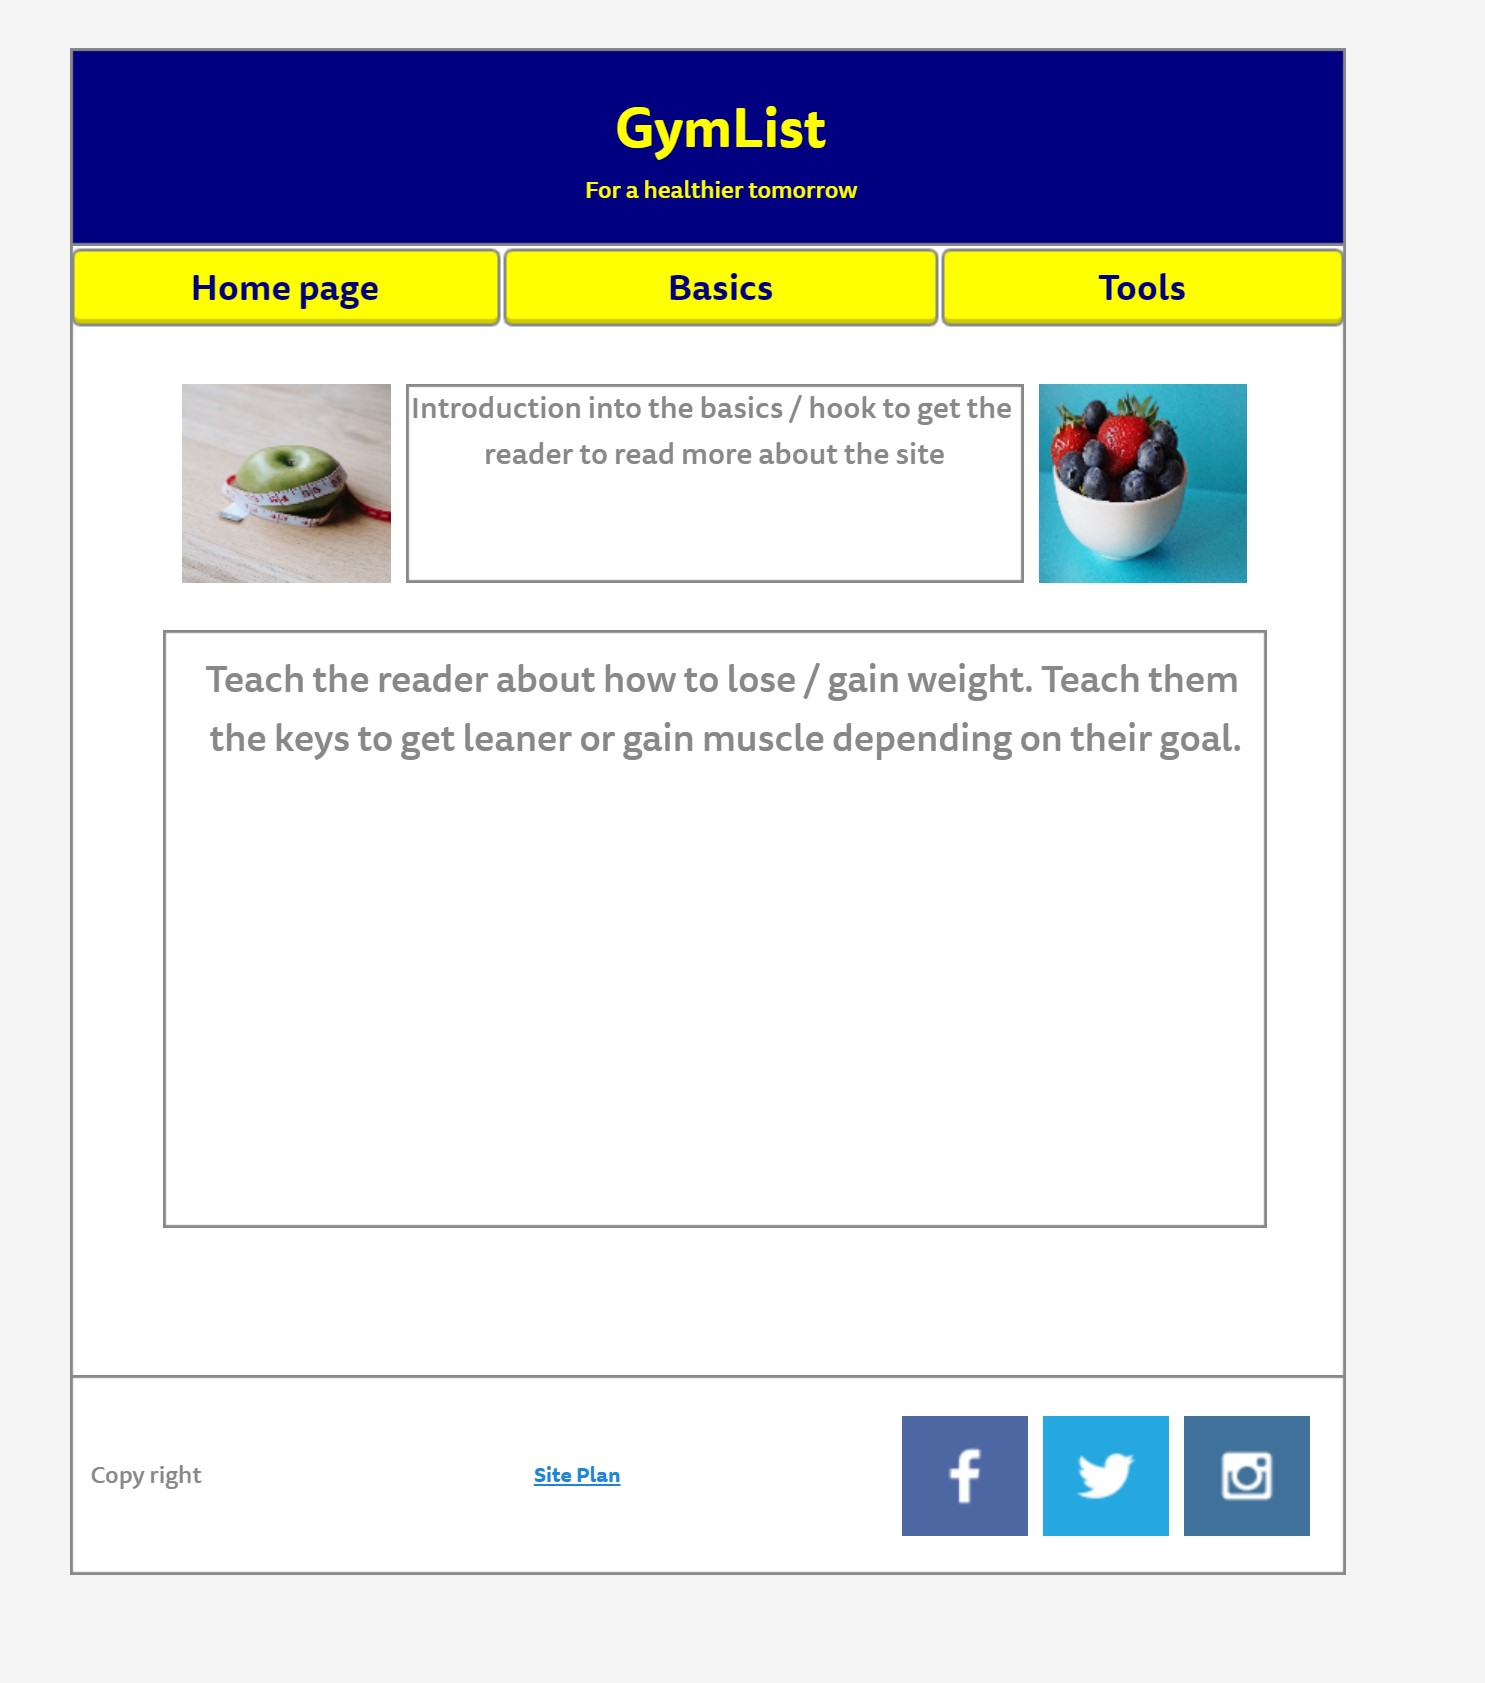 GymList
For a healthier tomorrow
Home page
Basics
Tools
Introduction into the basics / hook to get the
reader to read more about the site
Teach the reader about how to lose / gain weight. Teach them
the keys to get leaner or gain muscle depending on their goal.
Copy right
Site Plan